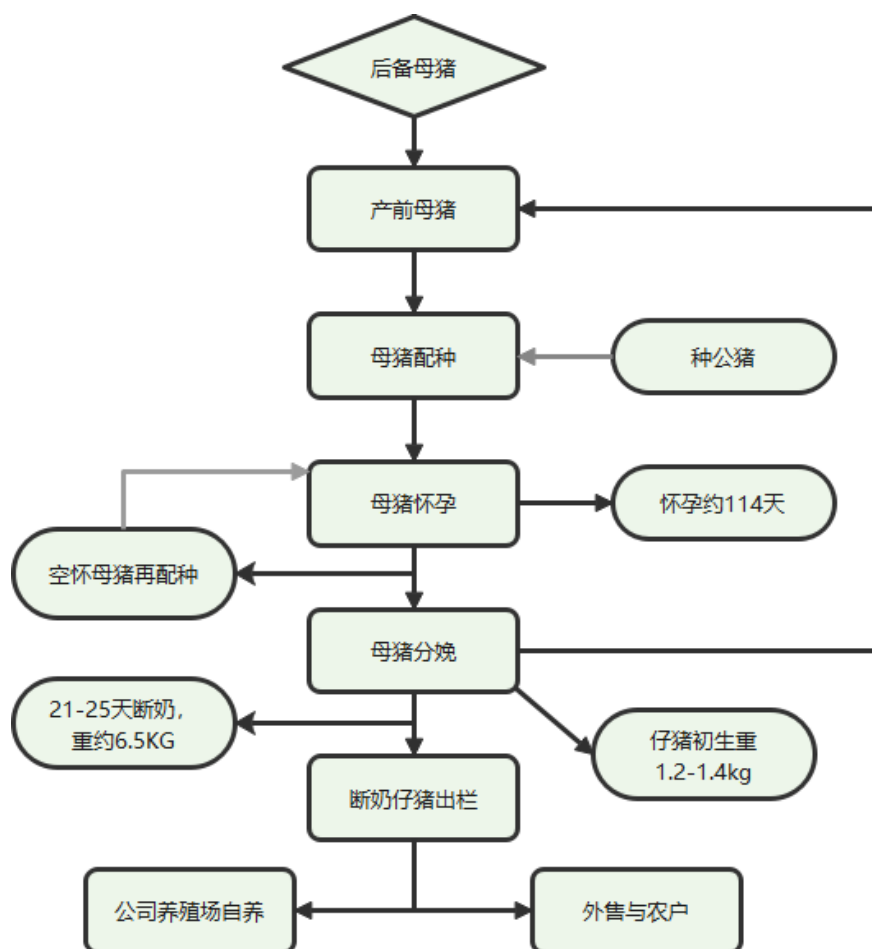 后备母猪
产前母猪
母猪配种
种公猪
母猪怀孕
怀孕约114天
空怀母猪再配种
母猪分娩
21-25天断奶，
重约6.5KG
仔猪初生重
1.2-1.4kg
断奶仔猪出栏
公司养殖场自养
外售与农户